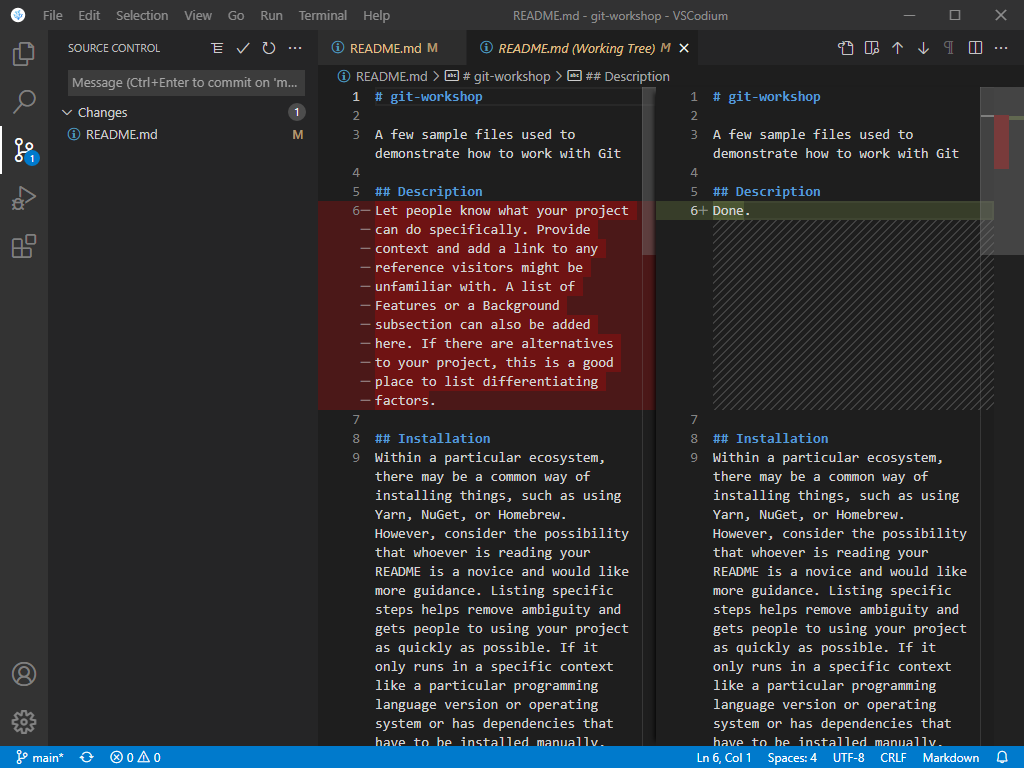 File Edit Selection View Go Run Terminal Help README.md - git-workshop - VSCodium
SOURCE CONTROL
Message (Ctrl+Enter to commit on 'm...
Changes 1
README.md M
1
README.md M
README.md (Working Tree) M
README.md > # git-workshop > ## Description
1 # git-workshop
2
3 A few sample files used to
demonstrate how to work with Git
4
5 ## Description
6— Let people know what your project
— can do specifically. Provide
— context and add a link to any
— reference visitors might be
— unfamiliar with. A list of
— Features or a Background
— subsection can also be added
— here. If there are alternatives
— to your project, this is a good
— place to list differentiating
— factors.
7
8 ## Installation
9 Within a particular ecosystem,
there may be a common way of
installing things, such as using
Yarn, NuGet, or Homebrew.
However, consider the possibility
that whoever is reading your
README is a novice and would like
more guidance. Listing specific
steps helps remove ambiguity and
gets people to using your project
as quickly as possible. If it
only runs in a specific context
like a particular programming
language version or operating
system or has dependencies that
have to be installed manually,
1 # git-workshop
2
3 A few sample files used to
demonstrate how to work with Git
4
5 ## Description
6+ Done.
7
8 ## Installation
9 Within a particular ecosystem,
there may be a common way of
installing things, such as using
Yarn, NuGet, or Homebrew.
However, consider the possibility
that whoever is reading your
README is a novice and would like
more guidance. Listing specific
steps helps remove ambiguity and
gets people to using your project
as quickly as possible. If it
only runs in a specific context
like a particular programming
language version or operating
system or has dependencies that
have to be installed manually,
main* 0 0 Ln 6, Col 1 Spaces: 4 UTF-8 CRLF Markdown